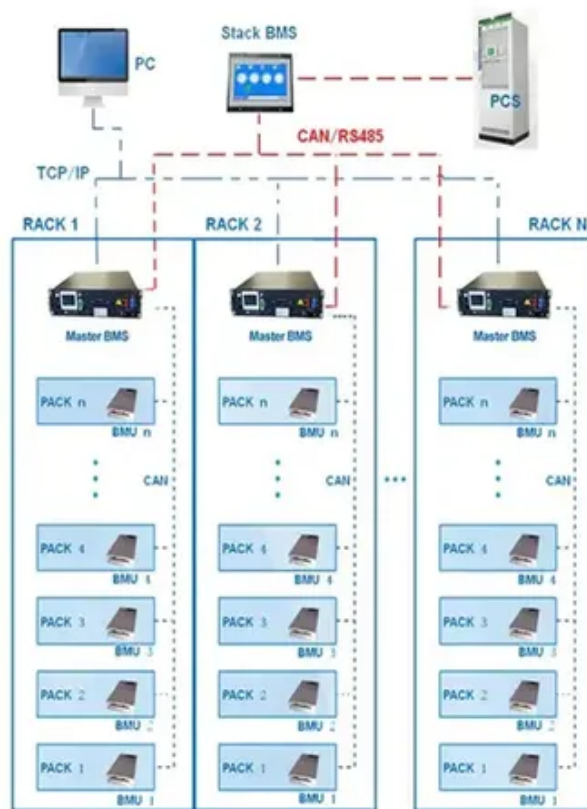 Stack BMS
PC
PCS
CAN/RS485
TCP/IP
RACK 1
RACK 2
RACK N
Master BMS
Master BMS
Master BMS
PACK n
BMU n
PACK n
BMU n
PACK n
BMU n
CAN
CAN
CAN
PACK 4
BMU 4
PACK 4
BMU 4
PACK 4
BMU 4
PACK 3
BMU 3
PACK 3
BMU 3
PACK 3
BMU 3
PACK 2
BMU 2
PACK 2
BMU 2
PACK 2
BMU 2
PACK 1
BMU 1
PACK 1
BMU 1
PACK 1
BMU 1